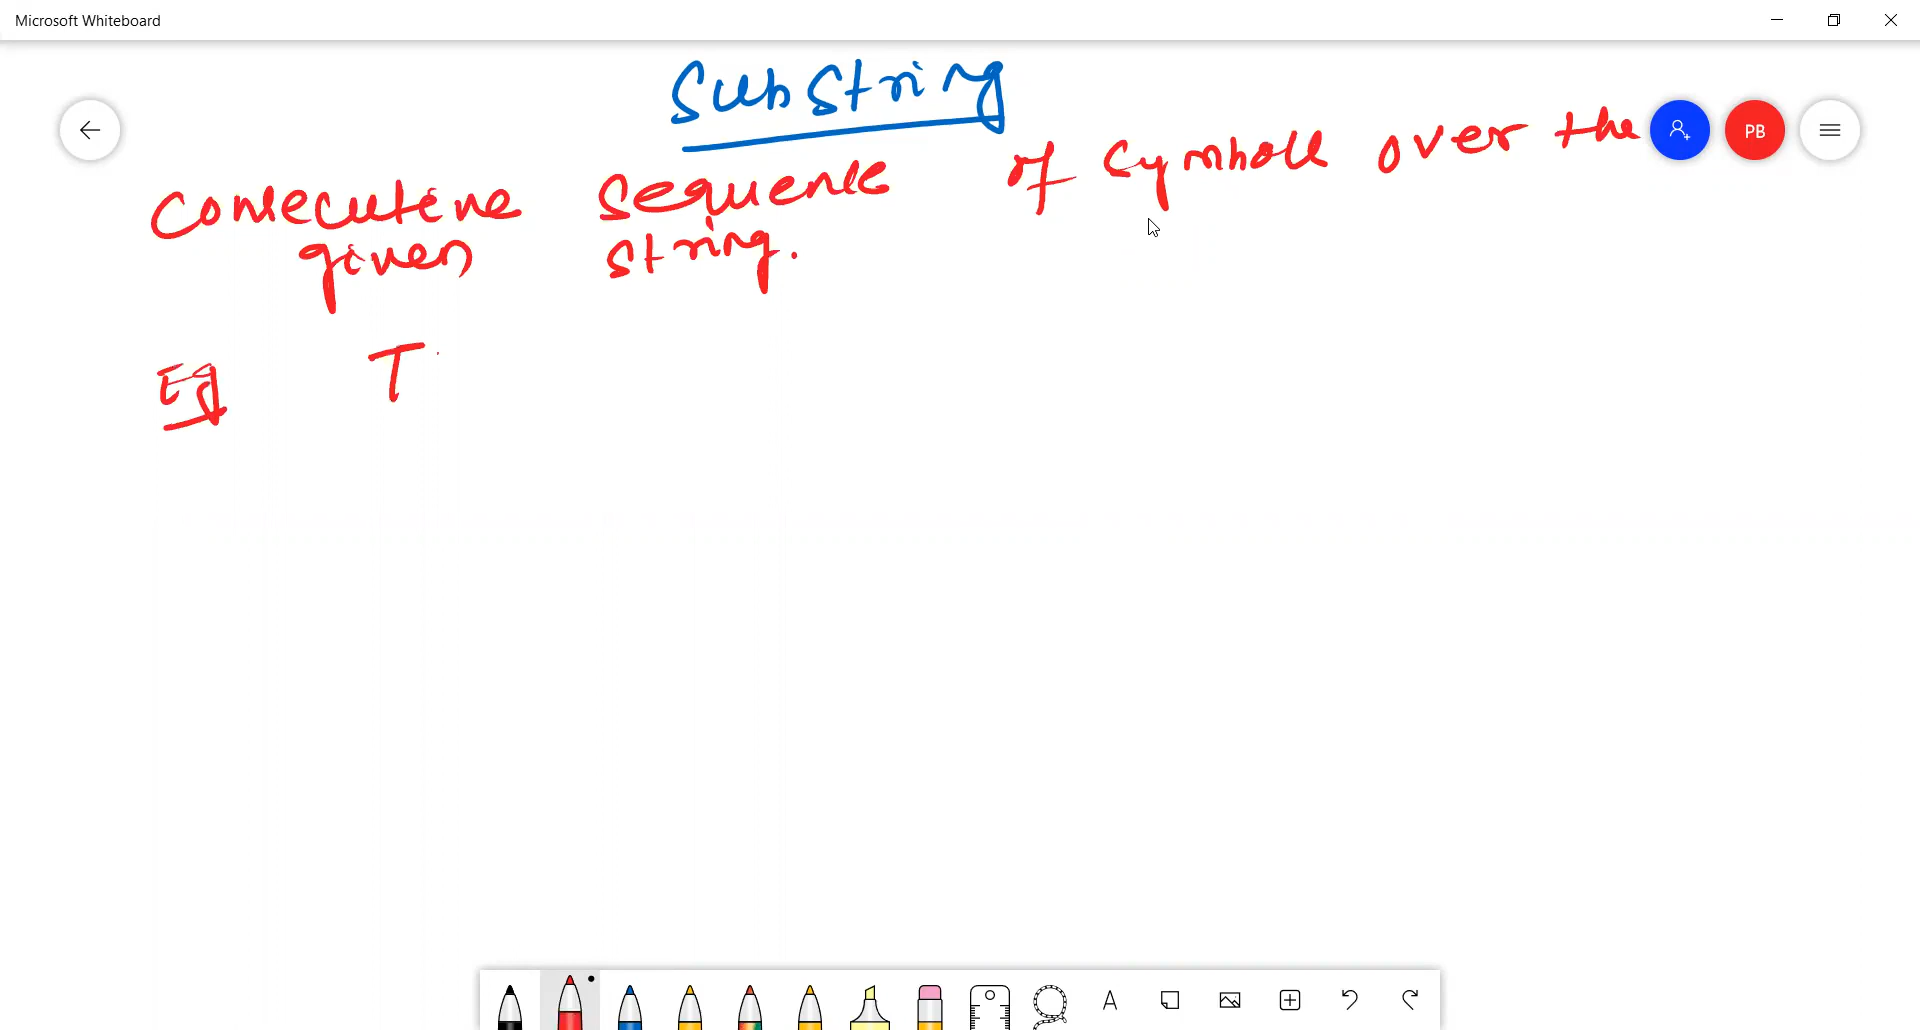 Microsoft Whiteboard
Substring
Consecutive sequence of symbols over the
PB
given string.
Eg T